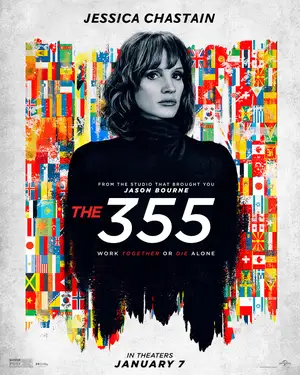 JESSICA CHASTAIN
FROM THE STUDIO THAT BROUGHT YOU
JASON BOURNE
THE 355
WORK TOGETHER OR DIE ALONE
IN THEATERS
JANUARY 7